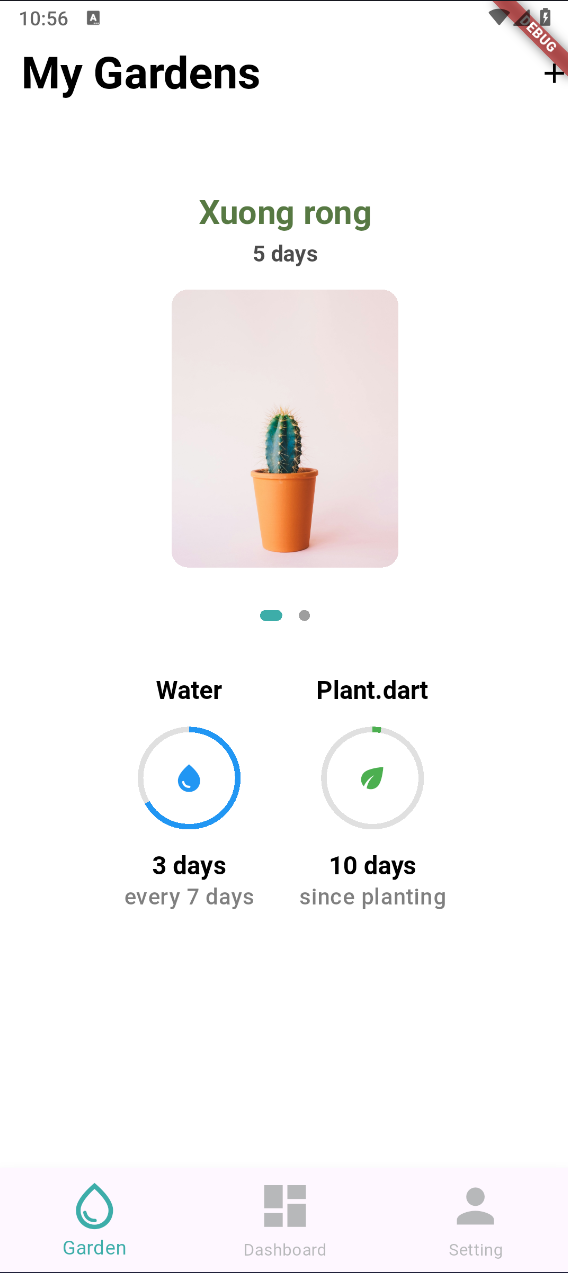 10:56
A
DEBUG
My Gardens
+
Xuong rong
5 days
Water
Plant.dart
3 days
10 days
every 7 days
since planting
Garden
Dashboard
Setting